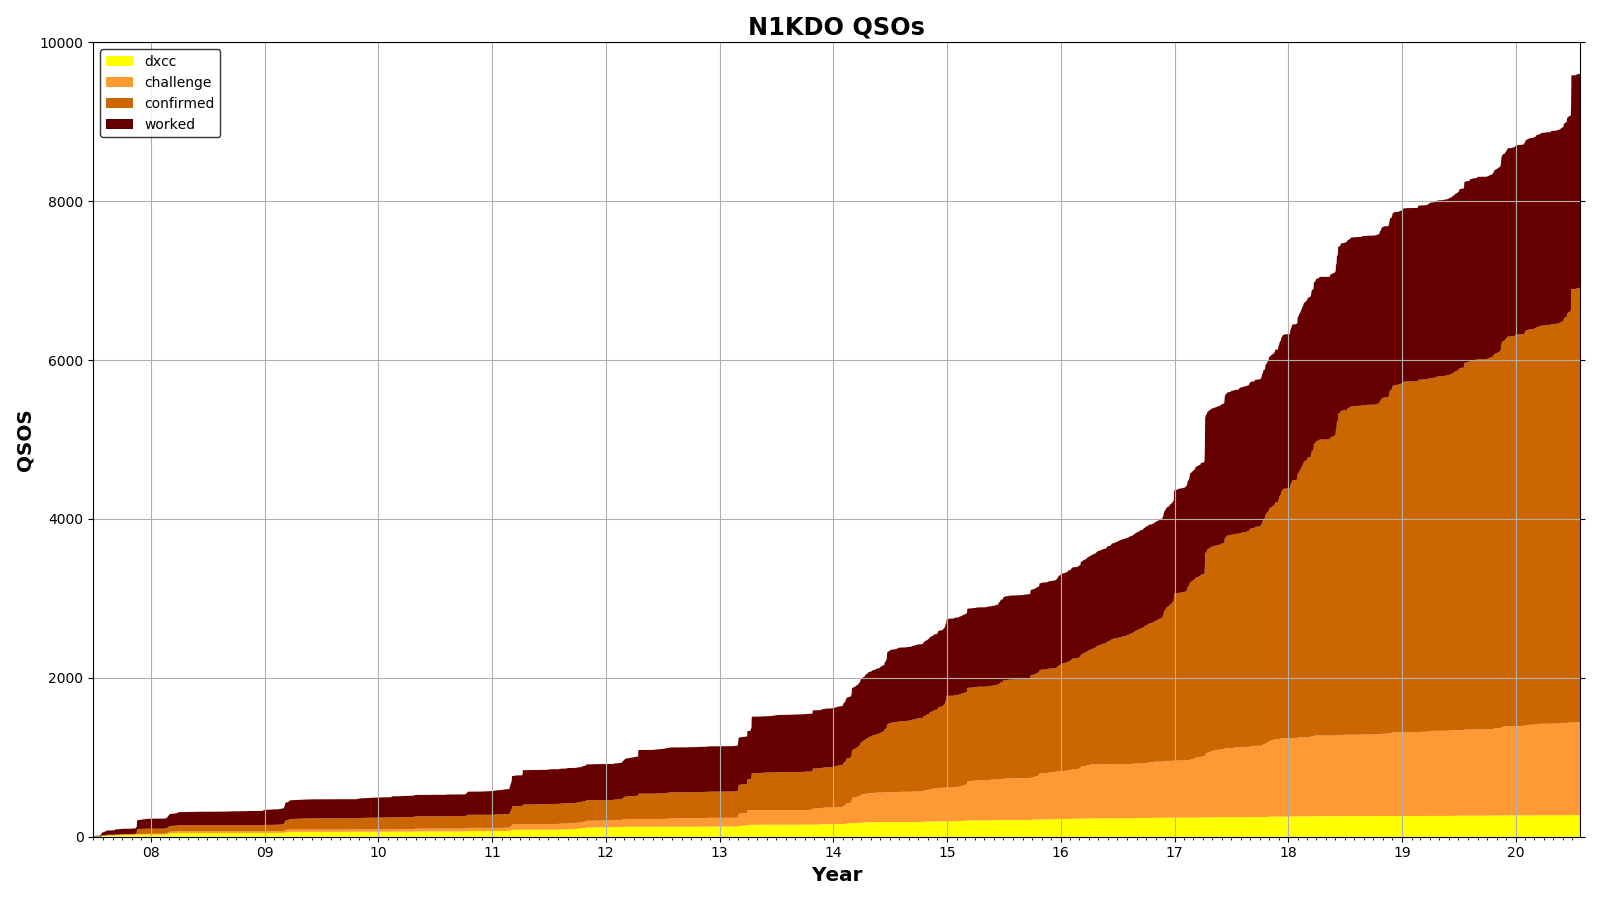 N1KDO QSOs
10000
8000
6000
4000
2000
0
QSOS
dxcc
challenge
confirmed
worked
08 09 10 11 12 13 14 15 16 17 18 19 20
Year